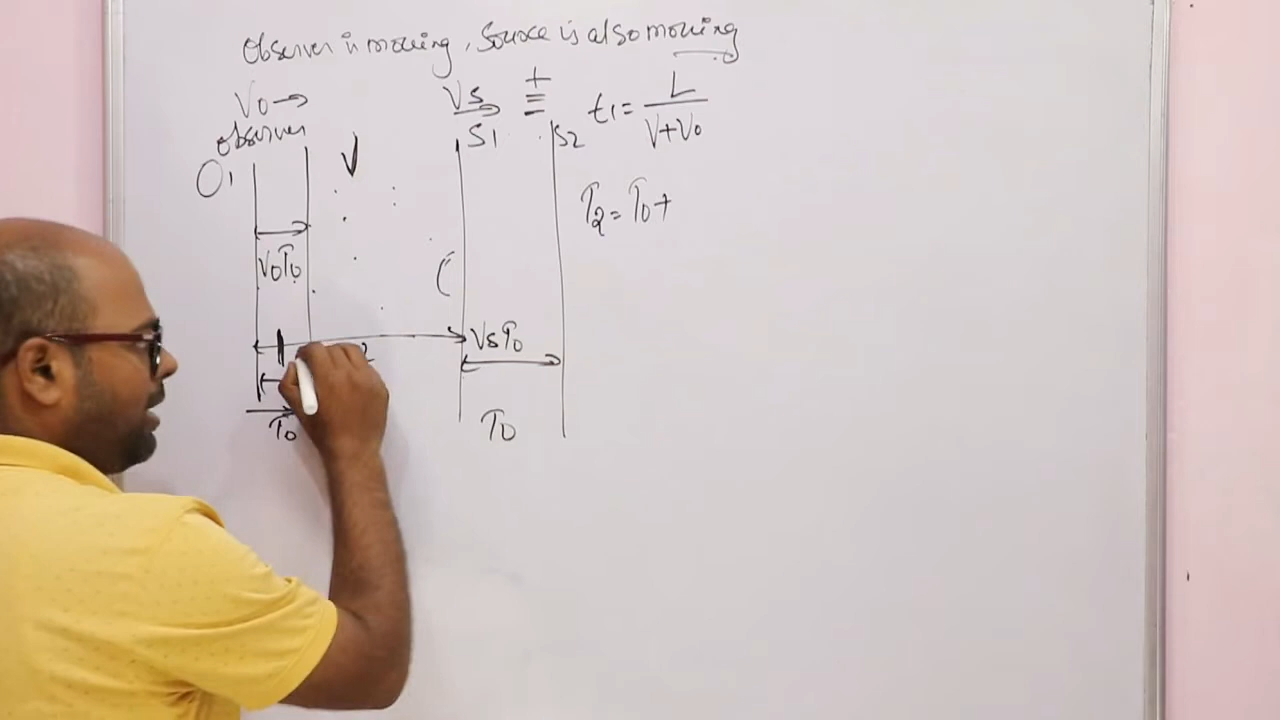 Observer is moving, Source is also moving
V0→
Vs
+
t1 = L / V+V0
Observer
S1
S2
O1
V
T2 = T0 +
V0T0
VsT0
T0
T0